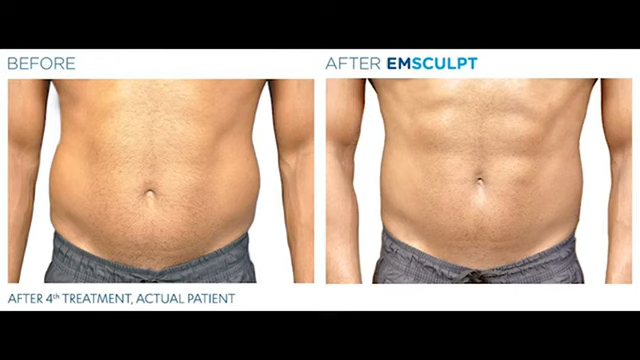 BEFORE
AFTER EMSCULPT
AFTER 4th TREATMENT, ACTUAL PATIENT